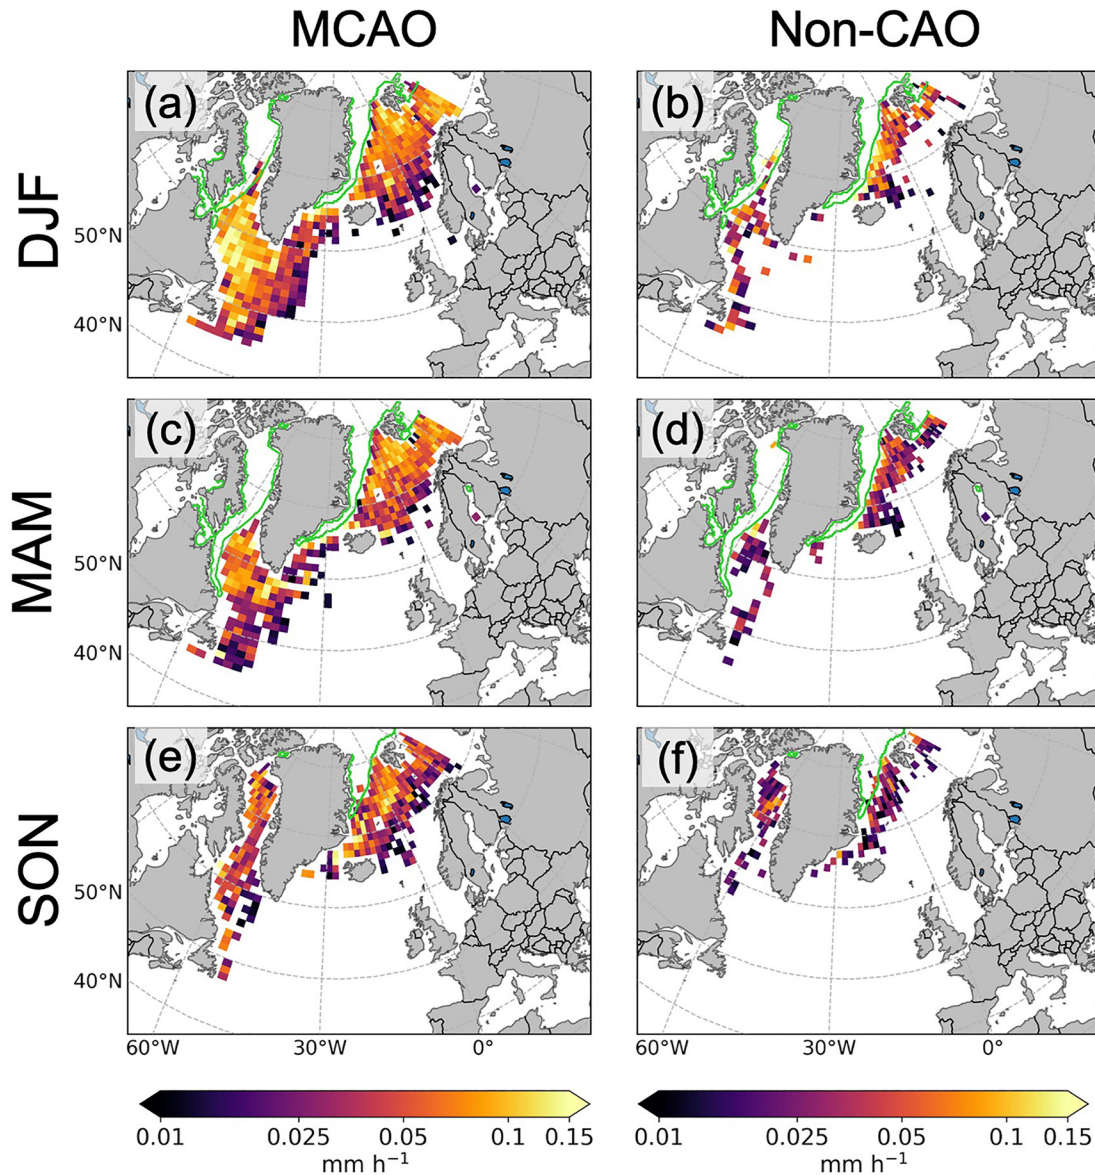 MCAO Non-CAO
DJF
(a) (b)
50°N
40°N
MAM
(c) (d)
50°N
40°N
SON
(e) (f)
50°N
40°N
60°W 30°W 0° 60°W 30°W 0°
0.01 0.025 0.05 0.1 0.15 0.01 0.025 0.05 0.1 0.15
mm h⁻¹ mm h⁻¹